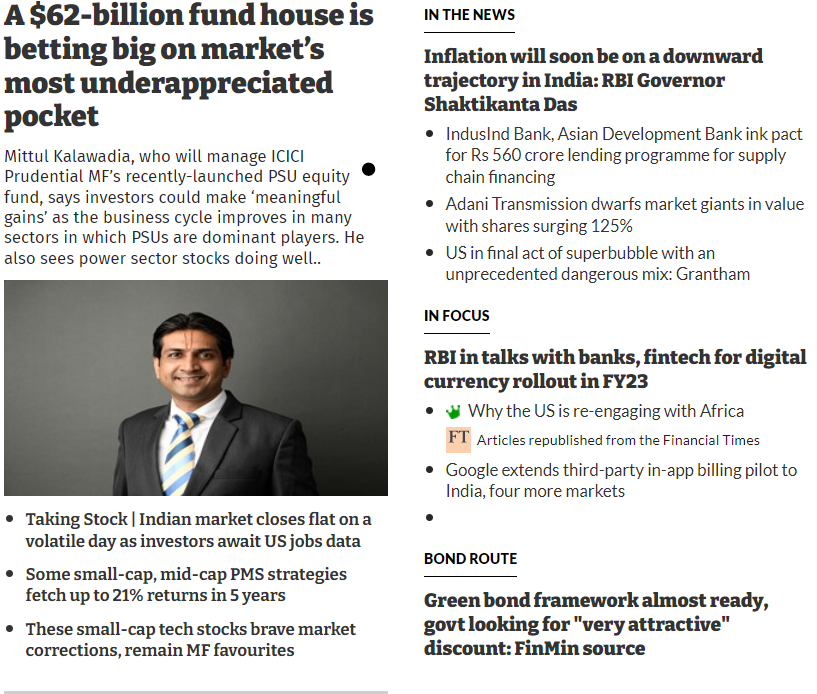 A $62-billion fund house is
betting big on market's
most underappreciated
pocket
Mittul Kalawadia, who will manage ICICI
Prudential MF's recently-launched PSU equity
fund, says investors could make 'meaningful
gains' as the business cycle improves in many
sectors in which PSUs are dominant players. He
also sees power sector stocks doing well..
Taking Stock | Indian market closes flat on a
volatile day as investors await US jobs data
Some small-cap, mid-cap PMS strategies
fetch up to 21% returns in 5 years
These small-cap tech stocks brave market
corrections, remain MF favourites
IN THE NEWS
Inflation will soon be on a downward
trajectory in India: RBI Governor
Shaktikanta Das
IndusInd Bank, Asian Development Bank ink pact
for Rs 560 crore lending programme for supply
chain financing
Adani Transmission dwarfs market giants in value
with shares surging 125%
US in final act of superbubble with an
unprecedented dangerous mix: Grantham
IN FOCUS
RBI in talks with banks, fintech for digital
currency rollout in FY23
Why the US is re-engaging with Africa
FT Articles republished from the Financial Times
Google extends third-party in-app billing pilot to
India, four more markets
BOND ROUTE
Green bond framework almost ready,
govt looking for "very attractive"
discount: FinMin source